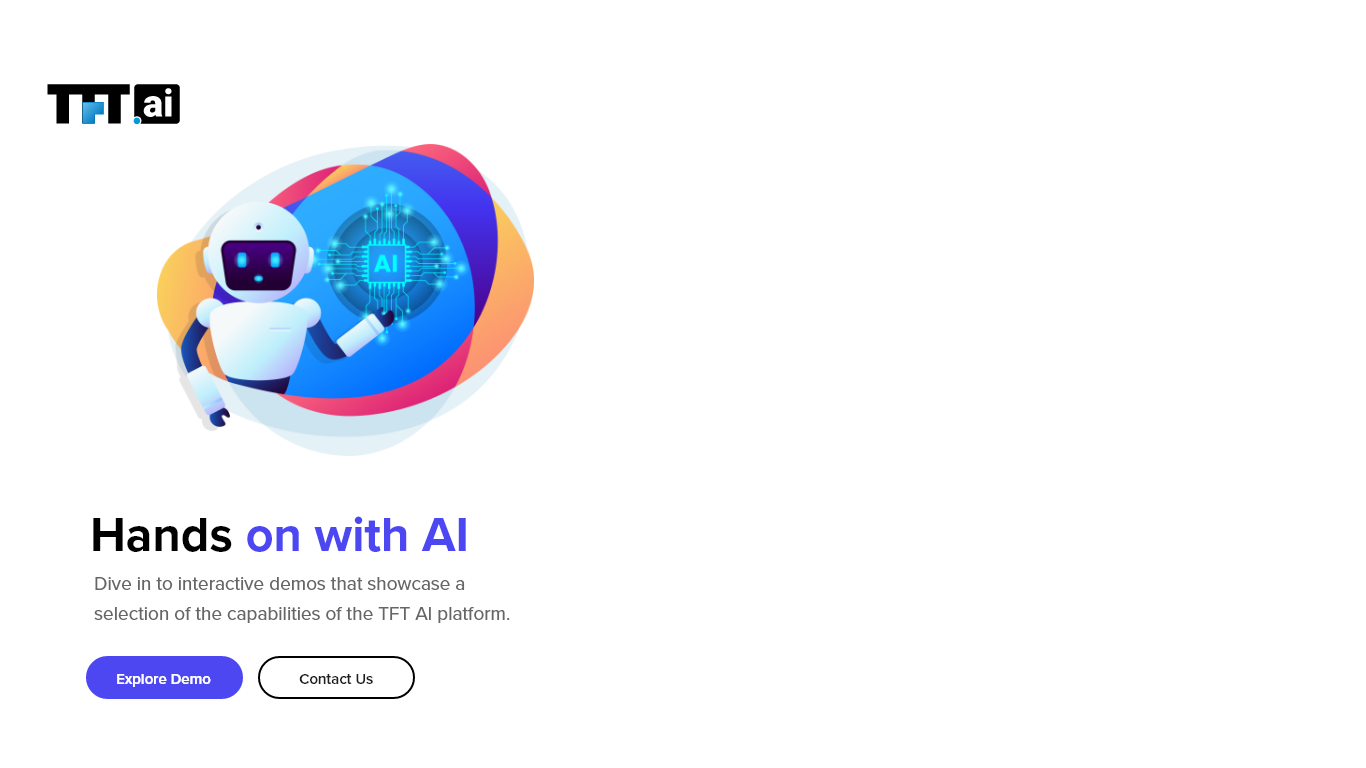 TFT.ai
AI
Hands on with AI
Dive in to interactive demos that showcase a
selection of the capabilities of the TFT AI platform.
Explore Demo
Contact Us